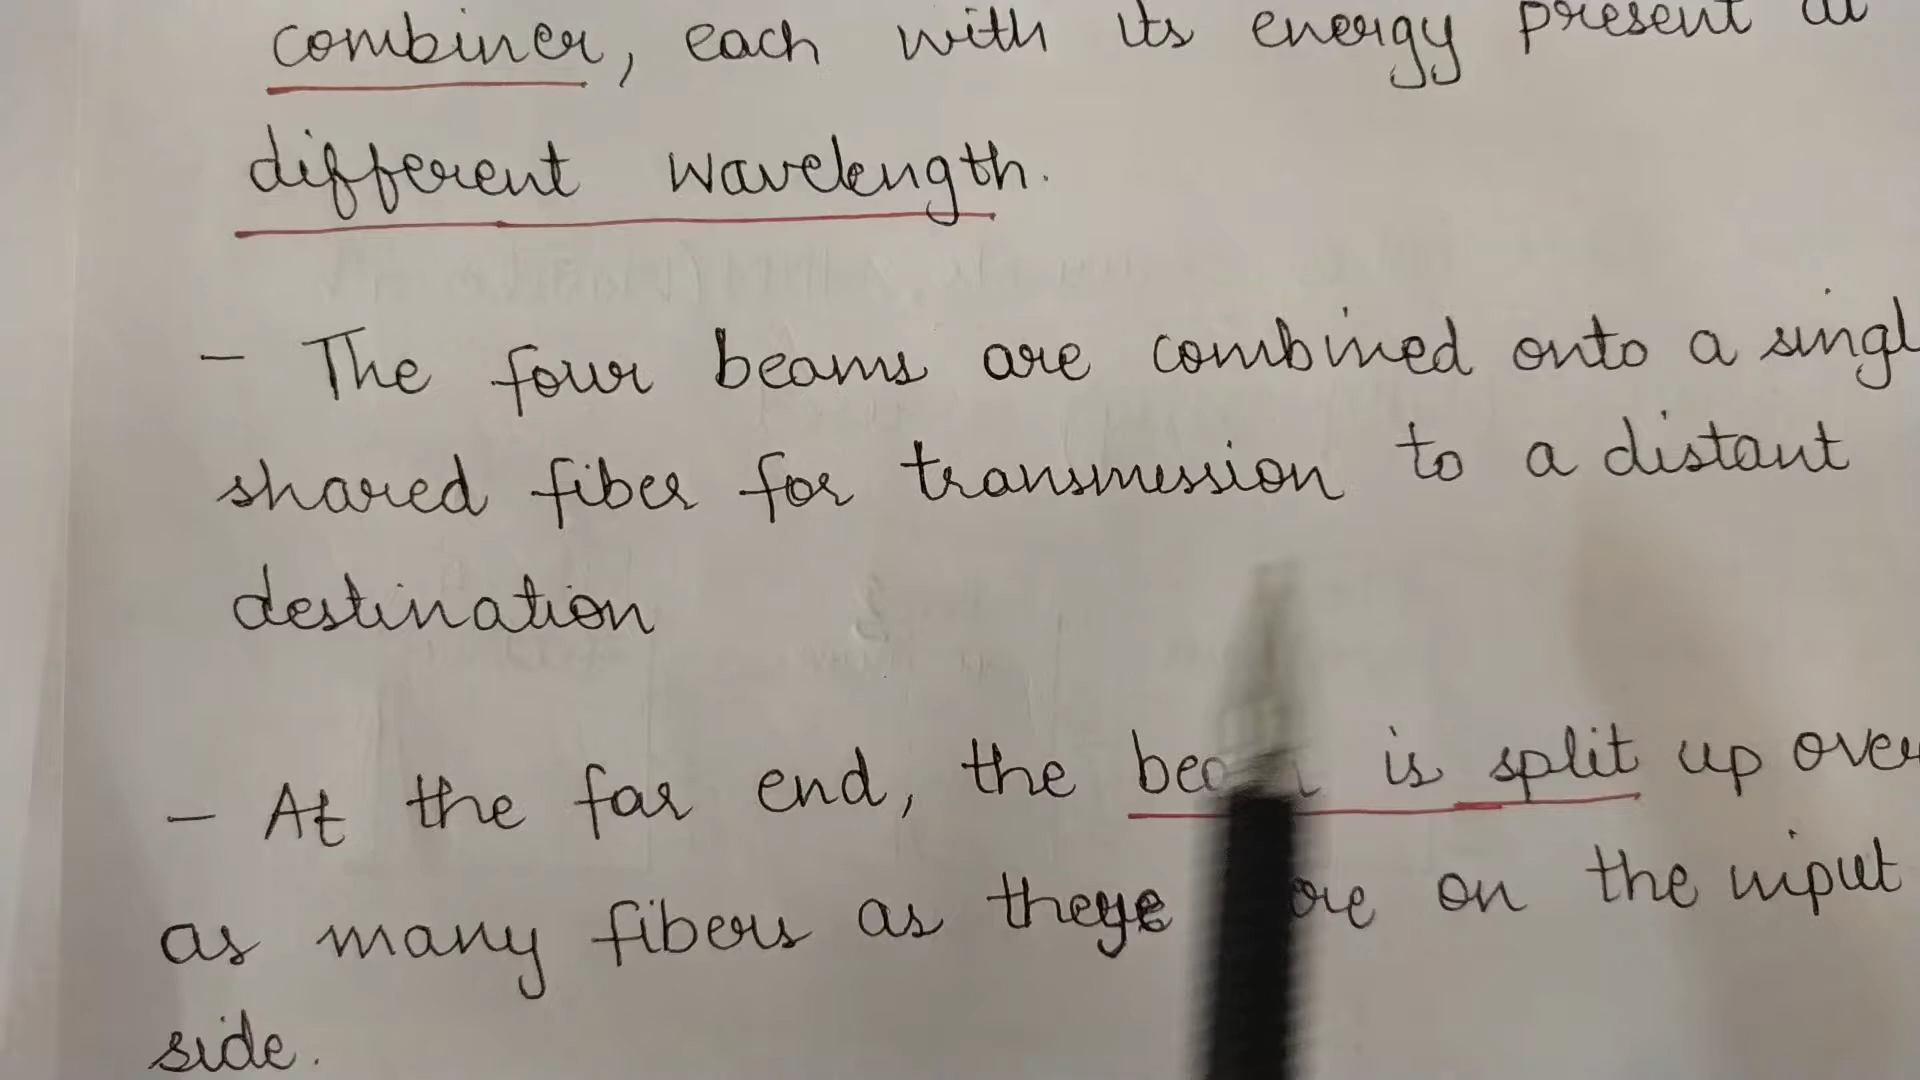 combiner, each with its energy present at
different wavelength.
- The four beams are combined onto a singl
shared fiber for transmission to a distant
destination
- At the far end, the is split up over
as many fibers as there are on the input
side.